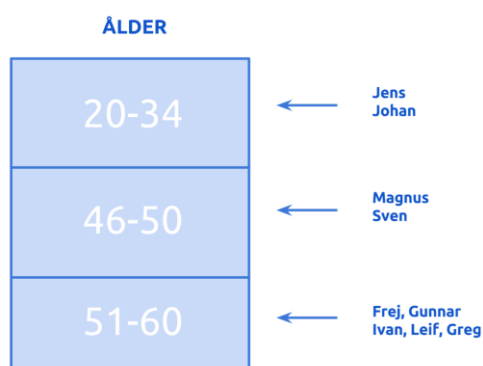 ÅLDER
20-34
Jens
Johan
46-50
Magnus
Sven
51-60
Frej, Gunnar
Ivan, Leif, Greg